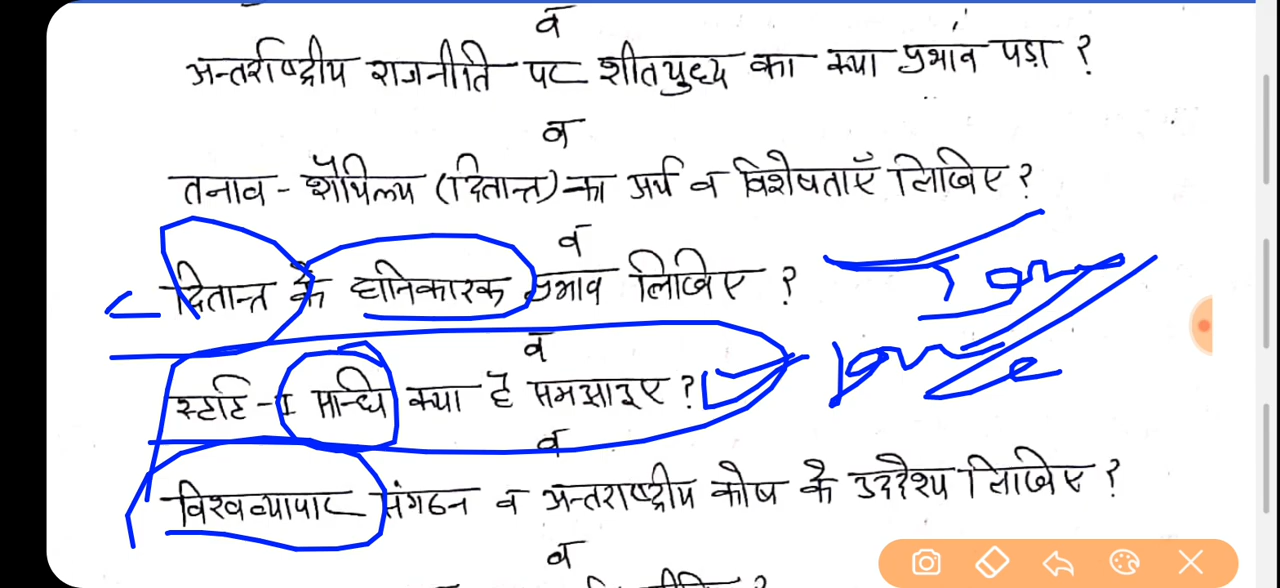 व
अन्तर्राष्ट्रीय राजनीति पर शीतयुध्द का क्या प्रभाव पड़ा ?
व
तनाव - शैथिल्य (दितान्त) का अर्थ व विशेषताएँ लिखिए ?
व
दितान्त के हानिकारक प्रभाव लिखिए ?
व
स्टार्ट - I सन्धि क्या है समझाइए ?
व
विश्व व्यापार संगठन व अन्तराष्ट्रीय कोष के उद्देश्य लिखिए ?
व